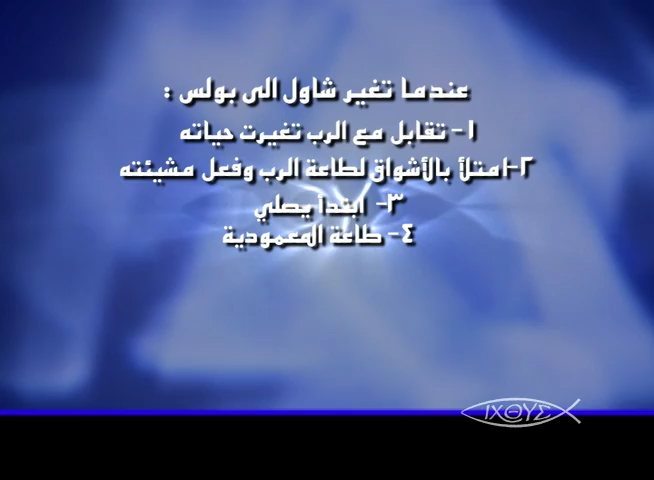 عندما تغير شاول الى بولس :
١- تقابل مع الرب تغيرت حياته
٢-امتلأ بالأشواق لطاعة الرب وفعل مشيئته
٣- ابتدأ يصلي
٤- طاعة المعمودية
ΙΧΘΥΣ